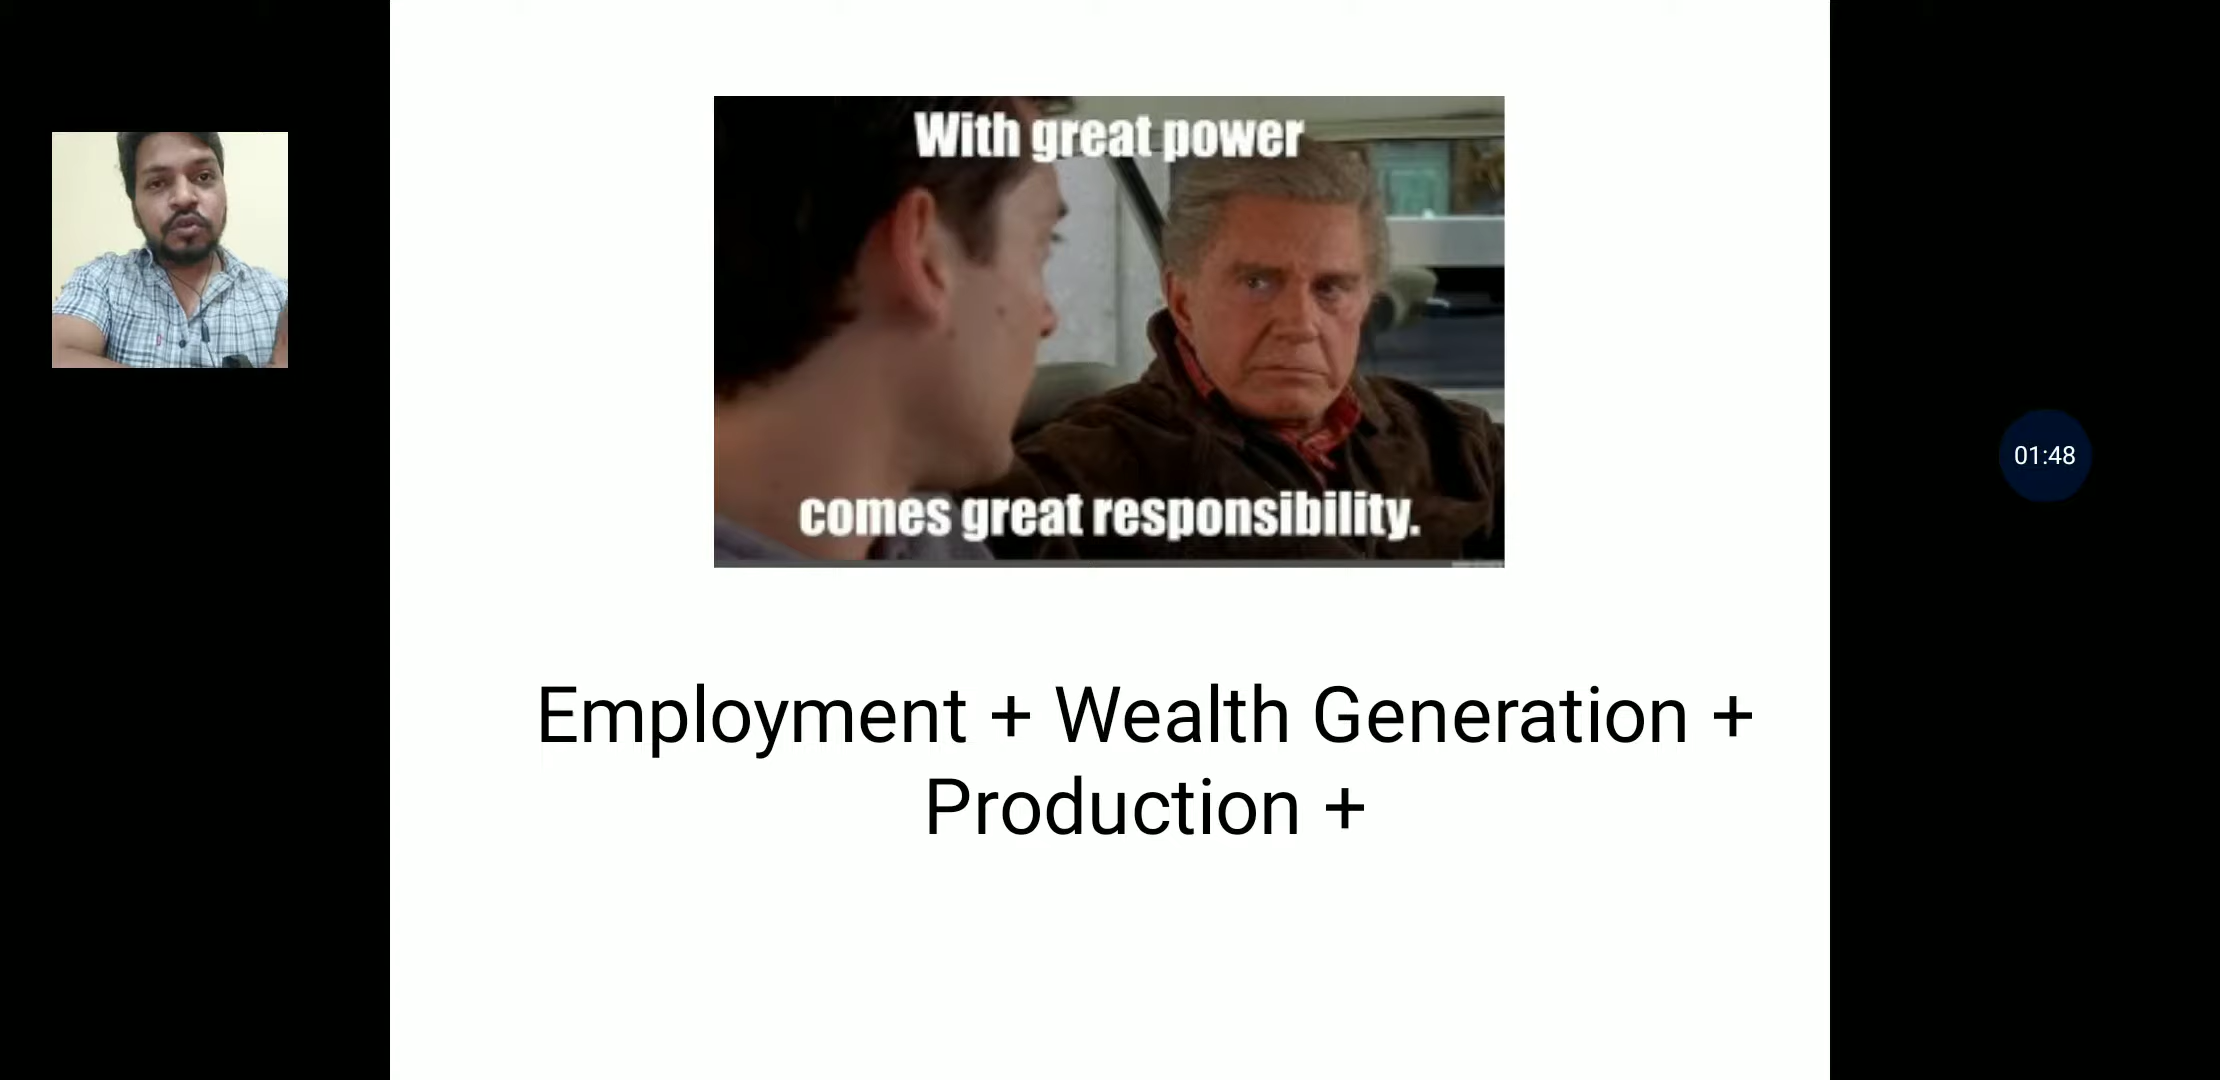 With great power
comes great responsibility.
01:48
Employment + Wealth Generation +
Production +